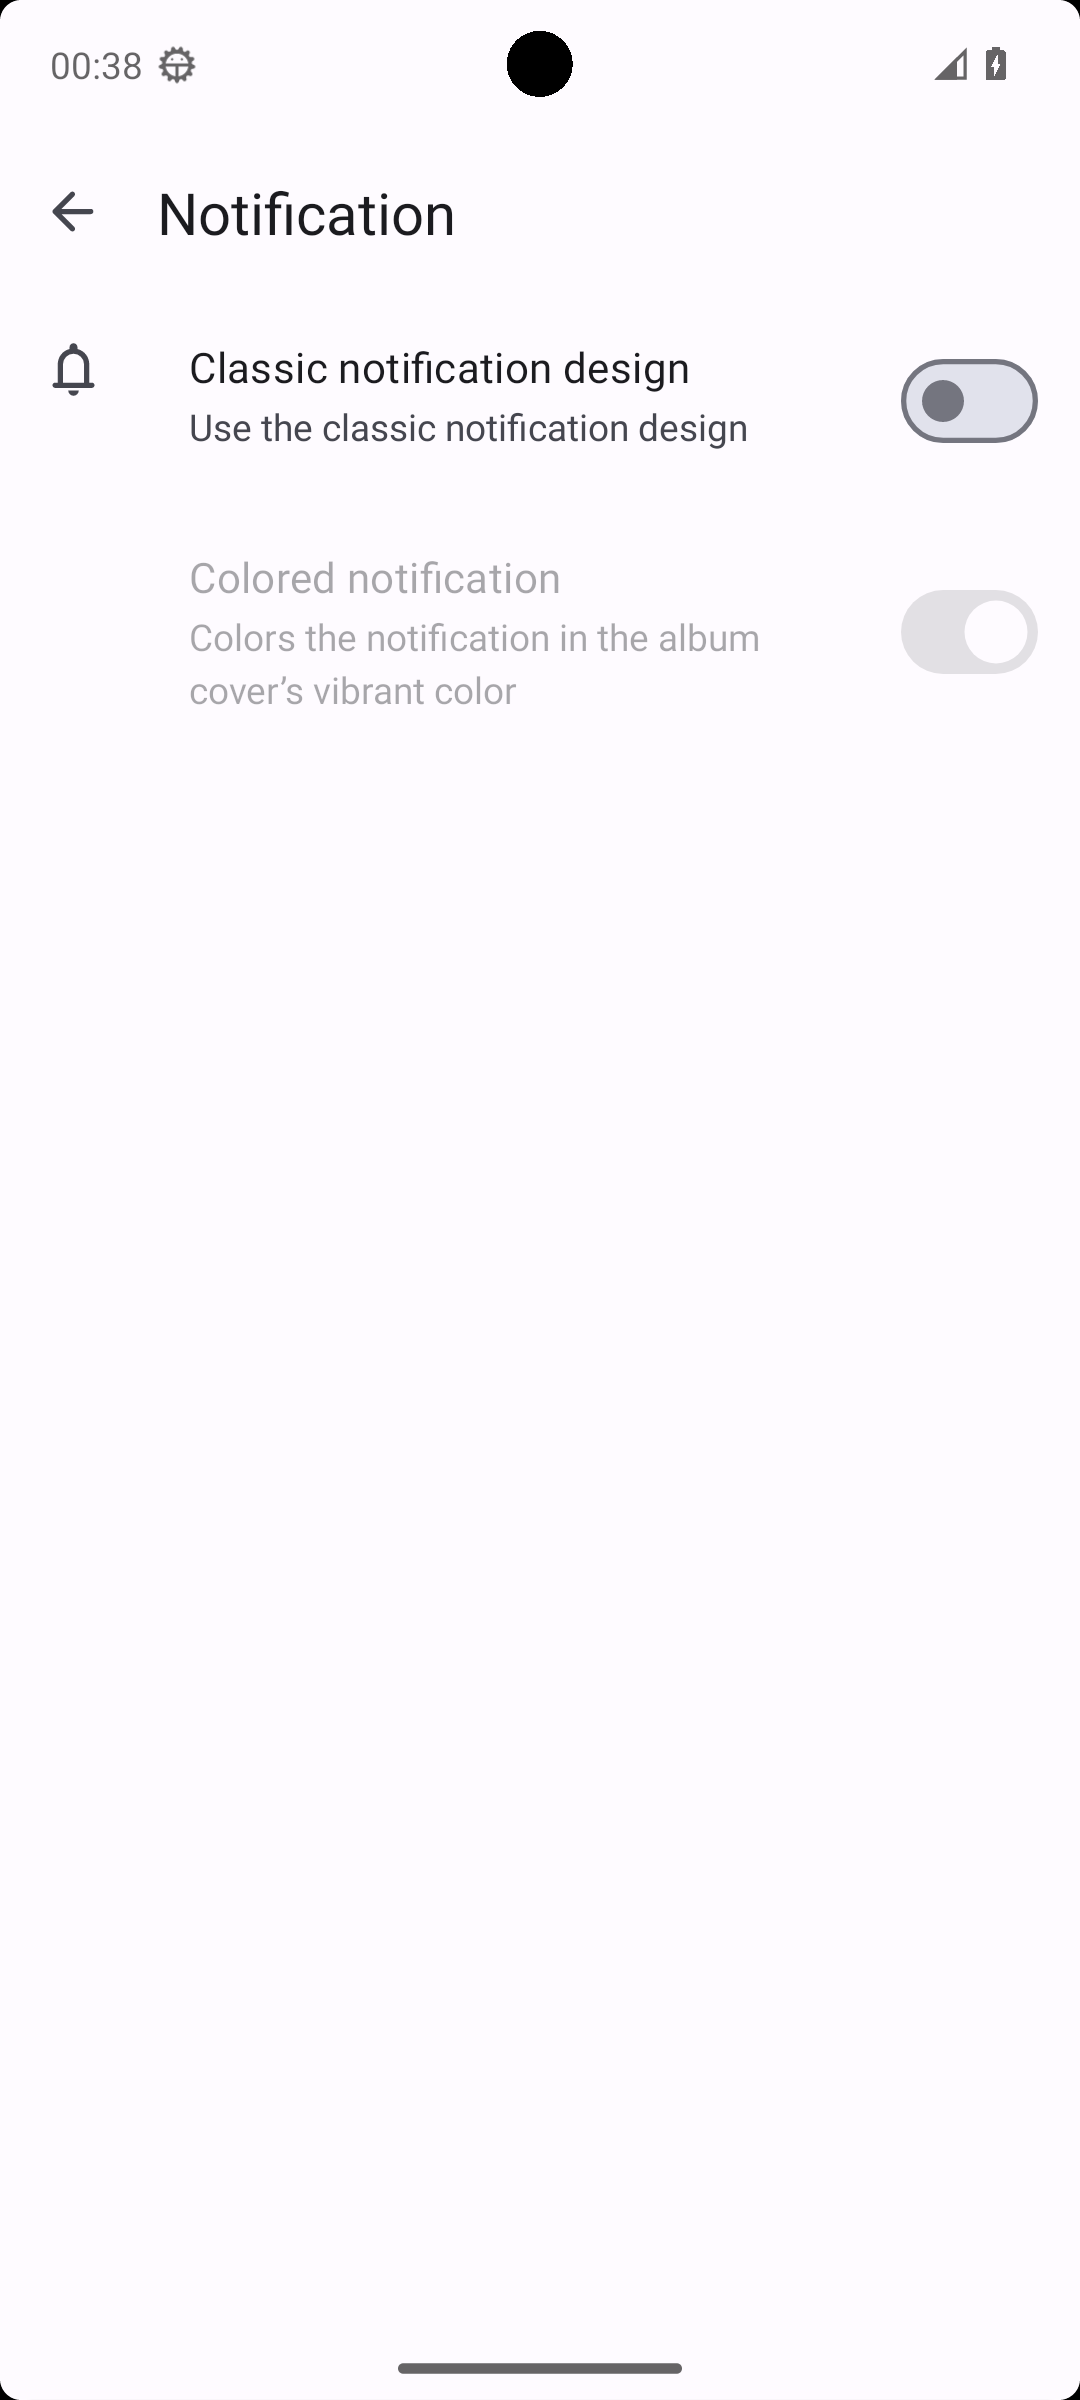 00:38
Notification
Classic notification design
Use the classic notification design
Colored notification
Colors the notification in the album
cover’s vibrant color